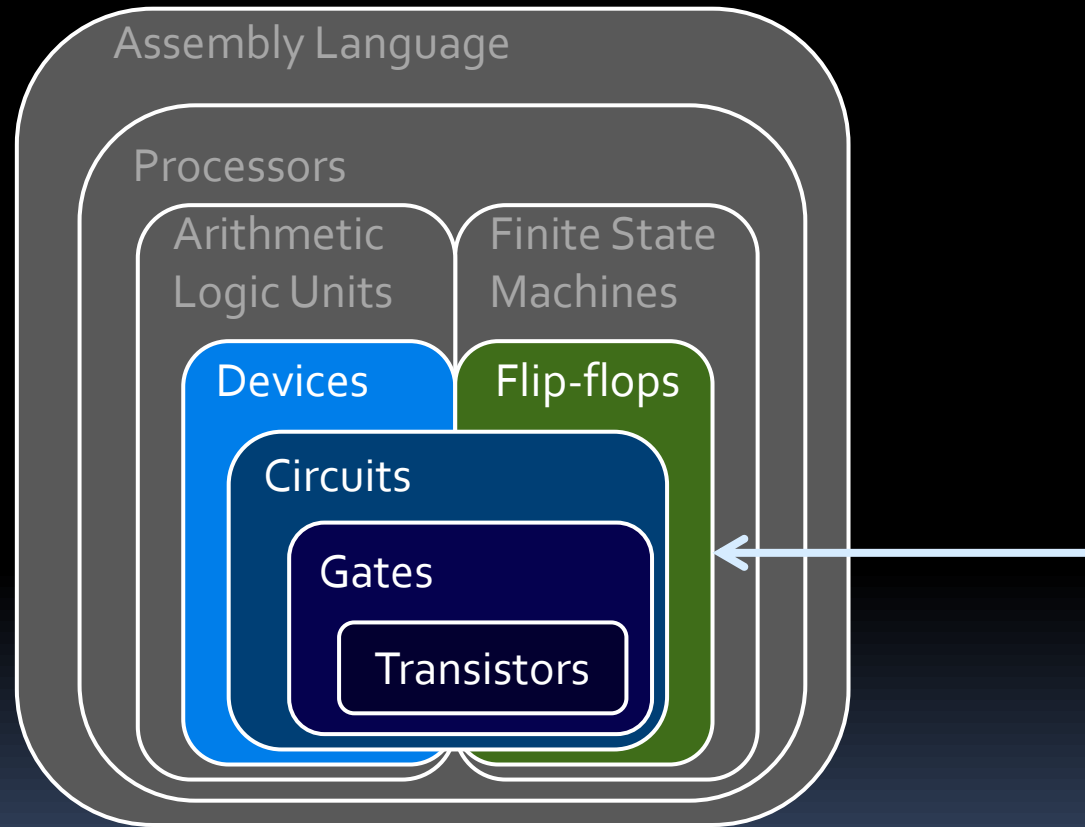 Assembly Language
Processors
Arithmetic
Logic Units
Finite State
Machines
Devices
Flip-flops
Circuits
Gates
Transistors